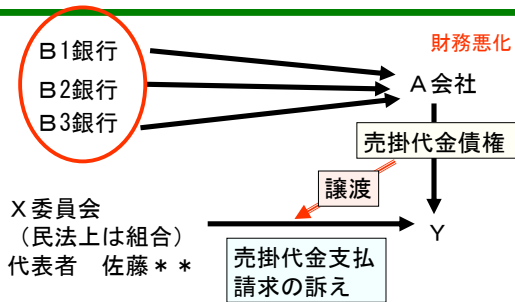 B1銀行
B2銀行
B3銀行
財務悪化
A会社
売掛代金債権
譲渡
X委員会
(民法上は組合)
代表者 佐藤＊＊
Y
売掛代金支払
請求の訴え